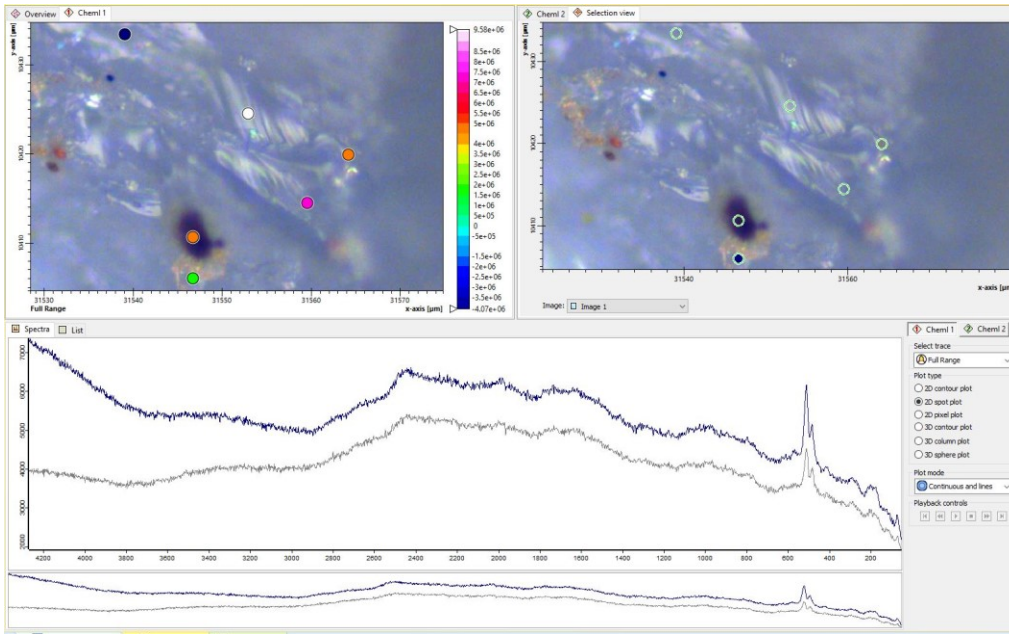 Overview Cheml 1
y-axis [µm]
10430
10420
10410
31530 31540 31550 31560 31570
Full Range x-axis [µm]
9.58e+06
8.5e+06
8e+06
7.5e+06
7e+06
6.5e+06
6e+06
5.5e+06
5e+06
4e+06
3.5e+06
3e+06
2.5e+06
2e+06
1.5e+06
1e+06
5e+05
0
-5e+05
-1.5e+06
-2e+06
-2.5e+06
-3e+06
-3.5e+06
-4.07e+06
Cheml 2 Selection view
y-axis [µm]
10430
10420
10410
31540 31560
x-axis [µm]
Image: Image 1
Spectra List
7000
6000
5000
4000
3000
2000
4200 4000 3800 3600 3400 3200 3000 2800 2600 2400 2200 2000 1800 1600 1400 1200 1000 800 600 400 200
Cheml 1 Cheml 2
Select trace
Full Range
Plot type
2D contour plot
2D spot plot
2D pixel plot
3D contour plot
3D column plot
3D sphere plot
Plot mode
Continuous and lines
Playback controls